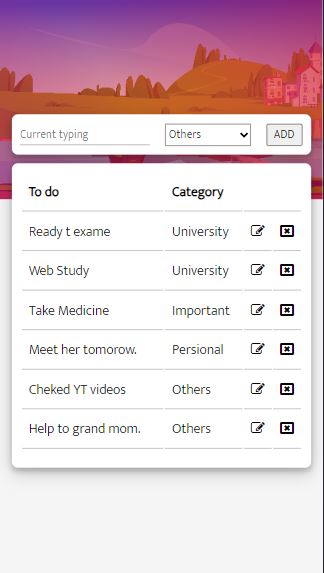 Current typing Others ADD
To do Category
Ready t exame University
Web Study University
Take Medicine Important
Meet her tomorow. Persional
Cheked YT videos Others
Help to grand mom. Others